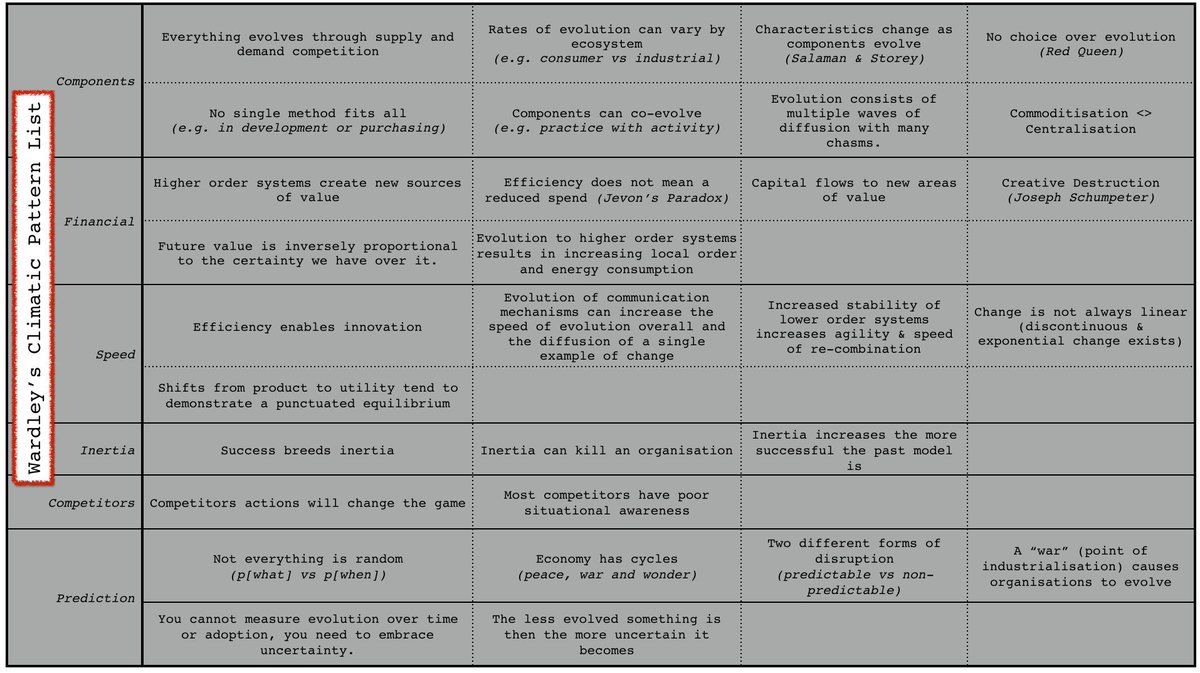 Wardley's Climatic Pattern List
Components
Everything evolves through supply and
demand competition
Rates of evolution can vary by
ecosystem
(e.g. consumer vs industrial)
Characteristics change as
components evolve
(Salaman & Storey)
No choice over evolution
(Red Queen)
No single method fits all
(e.g. in development or purchasing)
Components can co-evolve
(e.g. practice with activity)
Evolution consists of
multiple waves of
diffusion with many
chasms.
Commoditisation <>
Centralisation
Financial
Higher order systems create new sources
of value
Efficiency does not mean a
reduced spend (Jevon's Paradox)
Capital flows to new areas
of value
Creative Destruction
(Joseph Schumpeter)
Future value is inversely proportional
to the certainty we have over it.
Evolution to higher order systems
results in increasing local order
and energy consumption
Speed
Efficiency enables innovation
Evolution of communication
mechanisms can increase the
speed of evolution overall and
the diffusion of a single
example of change
Increased stability of
lower order systems
increases agility & speed
of re-combination
Change is not always linear
(discontinuous &
exponential change exists)
Shifts from product to utility tend to
demonstrate a punctuated equilibrium
Inertia
Success breeds inertia
Inertia can kill an organisation
Inertia increases the more
successful the past model
is
Competitors
Competitors actions will change the game
Most competitors have poor
situational awareness
Prediction
Not everything is random
(p[what] vs p[when])
Economy has cycles
(peace, war and wonder)
Two different forms of
disruption
(predictable vs non-
predictable)
A “war” (point of
industrialisation) causes
organisations to evolve
You cannot measure evolution over time
or adoption, you need to embrace
uncertainty.
The less evolved something is
then the more uncertain it
becomes